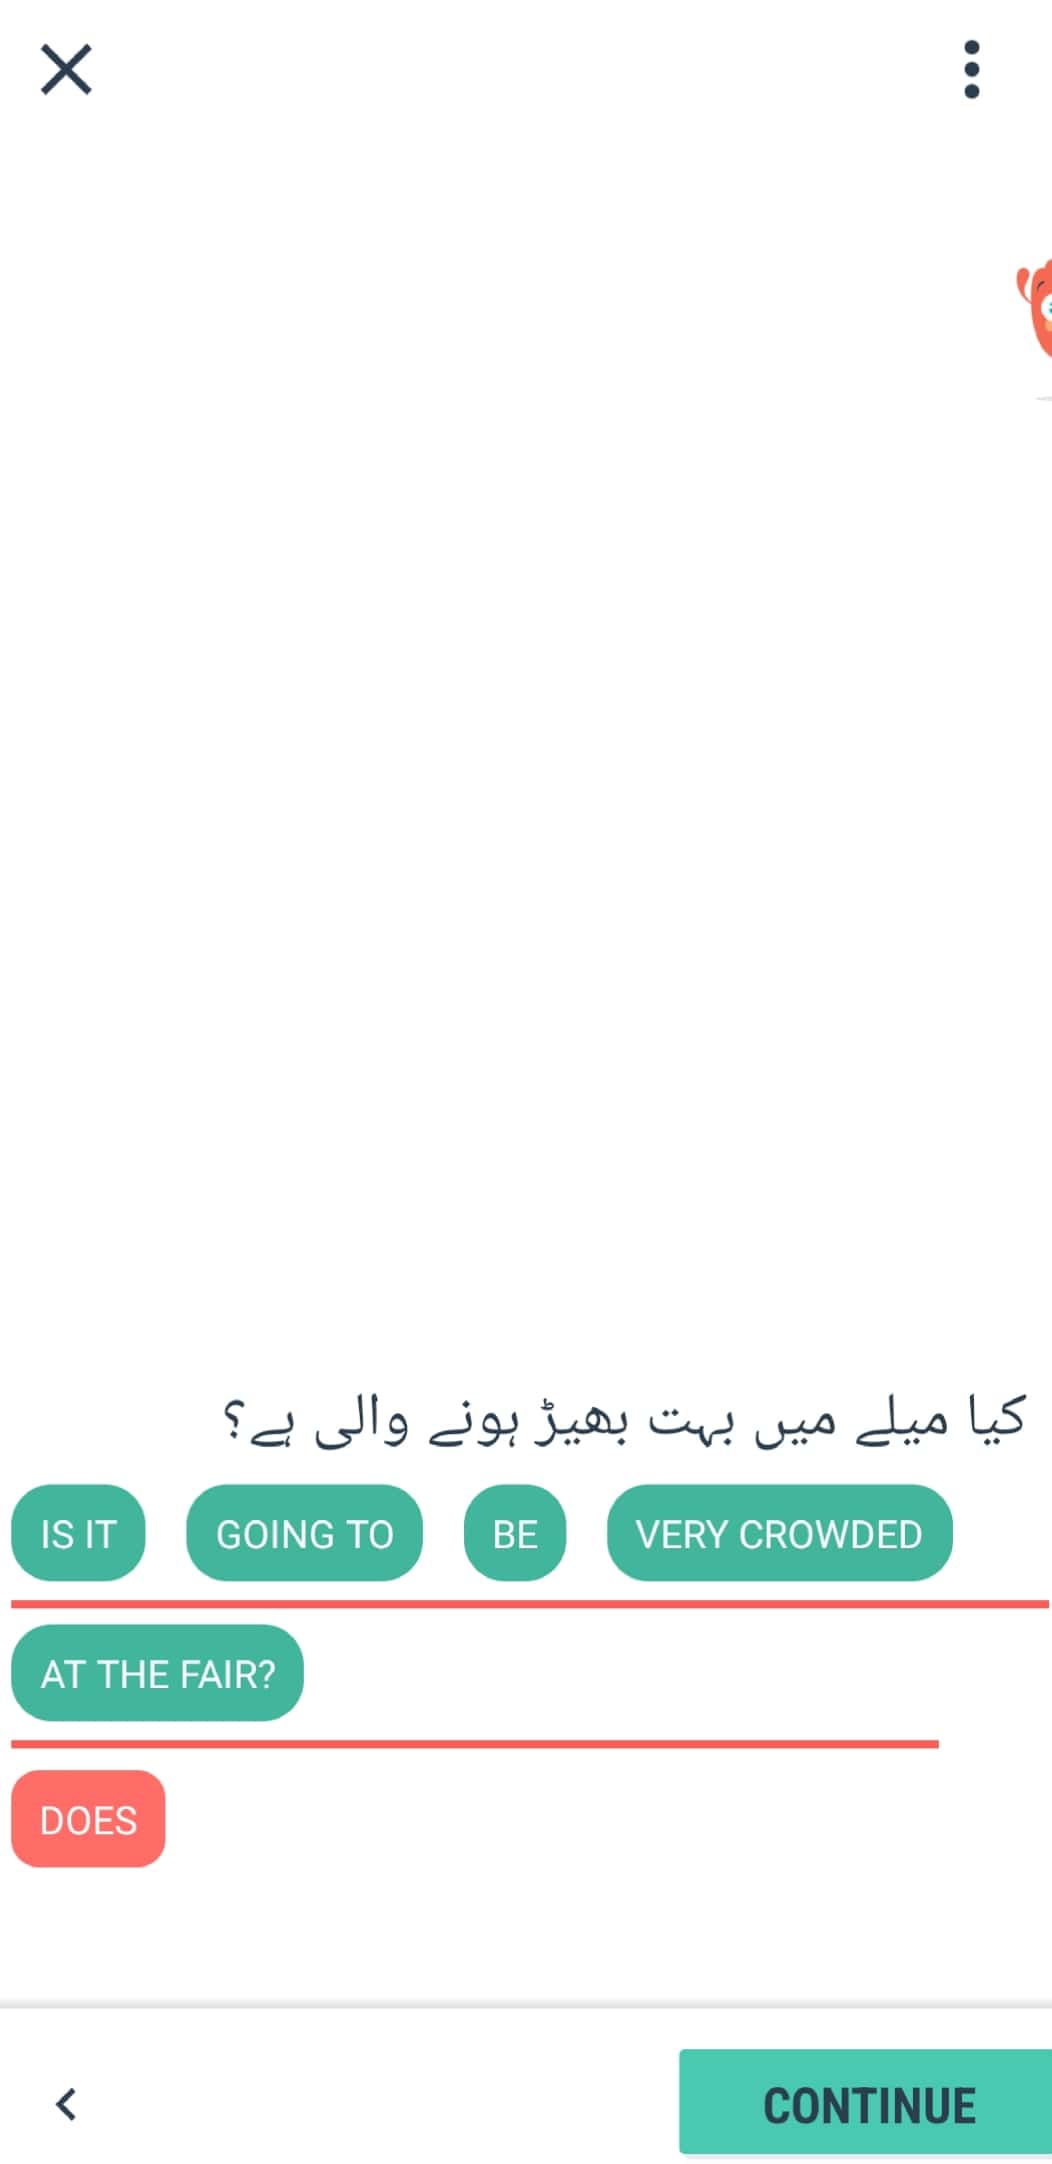 کیا میلے میں بہت بھیڑ ہونے والی ہے؟
IS IT GOING TO BE VERY CROWDED
AT THE FAIR?
DOES
CONTINUE